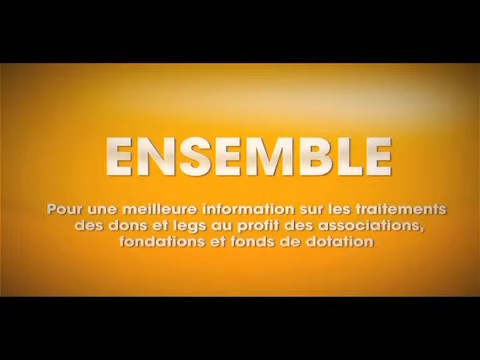 ENSEMBLE
Pour une meilleure information sur les traitements
des dons et legs au profit des associations,
fondations et fonds de dotation